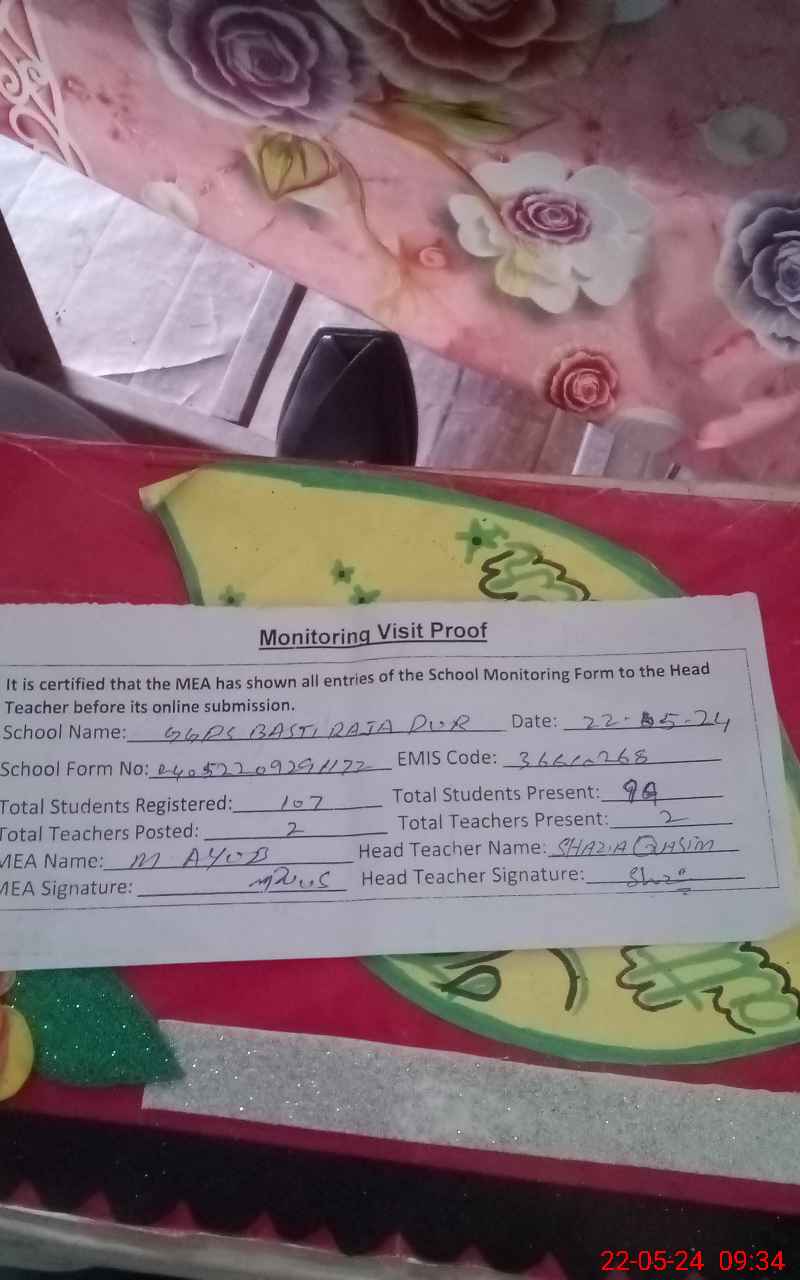 Monitoring Visit Proof
It is certified that the MEA has shown all entries of the School Monitoring Form to the Head
Teacher before its online submission.
School Name: GGPS BASTI RAJA PUR Date: 22-05-24
School Form No: EMIS Code:
Total Students Registered: 107 Total Students Present: 99
Total Teachers Posted: 2 Total Teachers Present: 2
MEA Name: M AYUB Head Teacher Name: SHAZIA QUASIM
MEA Signature: Head Teacher Signature:
22-05-24 09:34